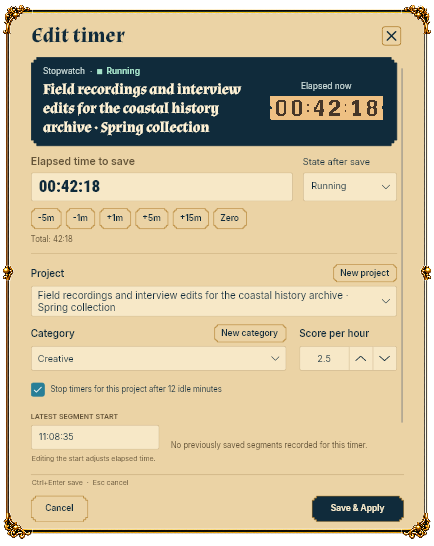 Edit timer
Stopwatch · Running
Field recordings and interview
edits for the coastal history
archive · Spring collection
Elapsed now
00:42:18
Elapsed time to save
State after save
00:42:18
Running
-5m -1m +1m +5m +15m Zero
Total: 42:18
Project
New project
Field recordings and interview edits for the coastal history archive ·
Spring collection
Category
New category
Score per hour
Creative
2.5
Stop timers for this project after 12 idle minutes
LATEST SEGMENT START
11:08:35
No previously saved segments recorded for this timer.
Editing the start adjusts elapsed time.
Ctrl+Enter save · Esc cancel
Cancel
Save & Apply